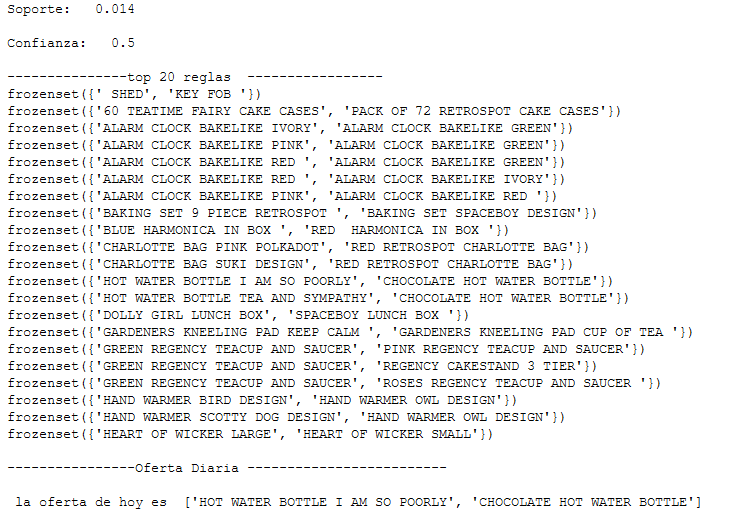 Soporte:   0.014
Confianza:   0.5
---------------top 20 reglas  -----------------
frozenset({' SHED', 'KEY FOB '})
frozenset({'60 TEATIME FAIRY CAKE CASES', 'PACK OF 72 RETROSPOT CAKE CASES'})
frozenset({'ALARM CLOCK BAKELIKE IVORY', 'ALARM CLOCK BAKELIKE GREEN'})
frozenset({'ALARM CLOCK BAKELIKE PINK', 'ALARM CLOCK BAKELIKE GREEN'})
frozenset({'ALARM CLOCK BAKELIKE RED ', 'ALARM CLOCK BAKELIKE GREEN'})
frozenset({'ALARM CLOCK BAKELIKE RED ', 'ALARM CLOCK BAKELIKE IVORY'})
frozenset({'ALARM CLOCK BAKELIKE PINK', 'ALARM CLOCK BAKELIKE RED '})
frozenset({'BAKING SET 9 PIECE RETROSPOT ', 'BAKING SET SPACEBOY DESIGN'})
frozenset({'BLUE HARMONICA IN BOX ', 'RED  HARMONICA IN BOX '})
frozenset({'CHARLOTTE BAG PINK POLKADOT', 'RED RETROSPOT CHARLOTTE BAG'})
frozenset({'CHARLOTTE BAG SUKI DESIGN', 'RED RETROSPOT CHARLOTTE BAG'})
frozenset({'HOT WATER BOTTLE I AM SO POORLY', 'CHOCOLATE HOT WATER BOTTLE'})
frozenset({'HOT WATER BOTTLE TEA AND SYMPATHY', 'CHOCOLATE HOT WATER BOTTLE'})
frozenset({'DOLLY GIRL LUNCH BOX', 'SPACEBOY LUNCH BOX '})
frozenset({'GARDENERS KNEELING PAD KEEP CALM ', 'GARDENERS KNEELING PAD CUP OF TEA '})
frozenset({'GREEN REGENCY TEACUP AND SAUCER', 'PINK REGENCY TEACUP AND SAUCER'})
frozenset({'GREEN REGENCY TEACUP AND SAUCER', 'REGENCY CAKESTAND 3 TIER'})
frozenset({'GREEN REGENCY TEACUP AND SAUCER', 'ROSES REGENCY TEACUP AND SAUCER '})
frozenset({'HAND WARMER BIRD DESIGN', 'HAND WARMER OWL DESIGN'})
frozenset({'HAND WARMER SCOTTY DOG DESIGN', 'HAND WARMER OWL DESIGN'})
frozenset({'HEART OF WICKER LARGE', 'HEART OF WICKER SMALL'})
----------------Oferta Diaria -------------------------
la oferta de hoy es  ['HOT WATER BOTTLE I AM SO POORLY', 'CHOCOLATE HOT WATER BOTTLE']